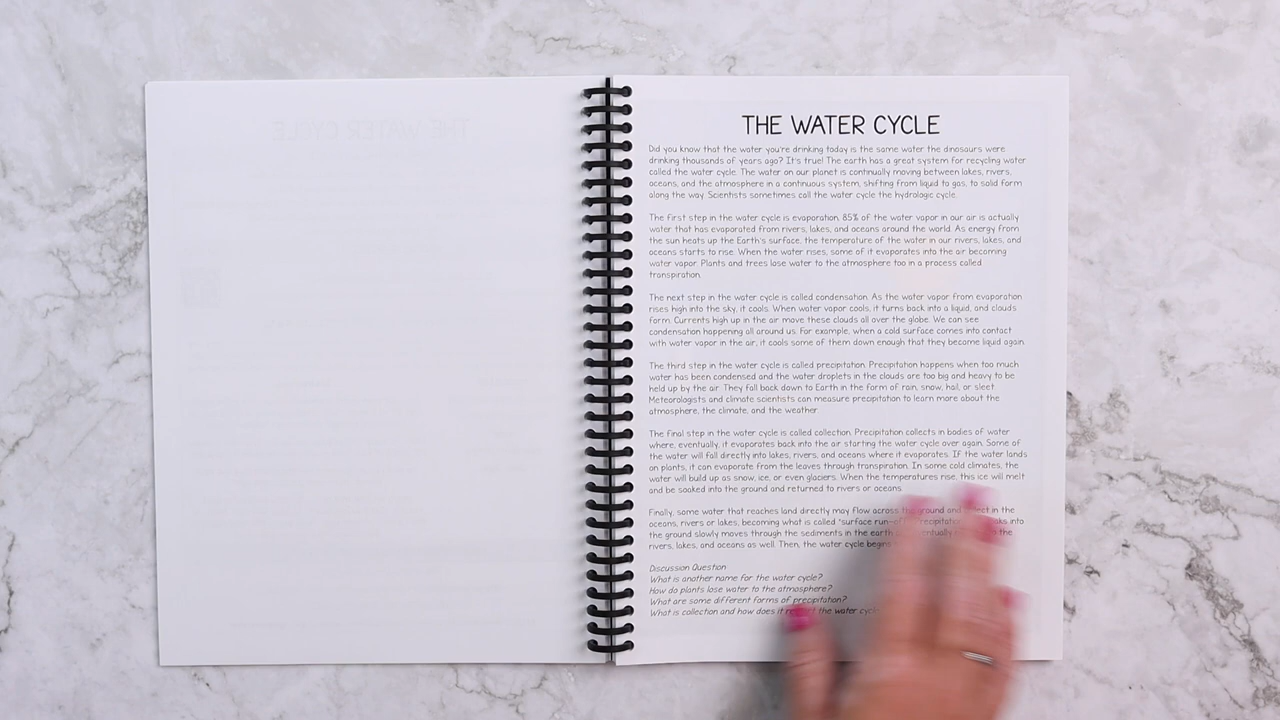 THE WATER CYCLE
Did you know that the water you're drinking today is the same water the dinosaurs were
drinking thousands of years ago? It's true! The earth has a great system for recycling water
called the water cycle. The water on our planet is continually moving between lakes, rivers,
oceans, and the atmosphere in a continuous system, shifting from liquid to gas, to solid form
along the way. Scientists sometimes call the water cycle the hydrologic cycle.
The first step in the water cycle is evaporation. 85% of the water vapor in our air is actually
water that has evaporated from rivers, lakes, and oceans around the world. As energy from
the sun heats up the Earth's surface, the temperature of the water in our rivers, lakes, and
oceans starts to rise. When the water rises, some of it evaporates into the air becoming
water vapor. Plants and trees lose water to the atmosphere too in a process called
transpiration.
The next step in the water cycle is called condensation. As the water vapor from evaporation
rises high into the sky, it cools. When water vapor cools, it turns back into a liquid, and clouds
form. Currents high up in the air move these clouds all over the globe. We can see
condensation happening all around us. For example, when a cold surface comes into contact
with water vapor in the air, it cools some of them down enough that they become liquid again.
The third step in the water cycle is called precipitation. Precipitation happens when too much
water has been condensed and the water droplets in the clouds are too big and heavy to be
held up by the air. They fall back down to Earth in the form of rain, snow, hail, or sleet.
Meteorologists and climate scientists can measure precipitation to learn more about the
atmosphere, the climate, and the weather.
The final step in the water cycle is called collection. Precipitation collects in bodies of water
where, eventually, it evaporates back into the air starting the water cycle over again. Some of
the water will fall directly into lakes, rivers, and oceans where it evaporates. If the water lands
on plants, it can evaporate from the leaves through transpiration. In some cold climates, the
water will build up as snow, ice, or even glaciers. When the temperatures rise, this ice will melt
and be soaked into the ground and returned to rivers or oceans.
Finally, some water that reaches land directly may flow across the ground and in the
oceans, rivers or lakes, becoming what is called "surface into
the ground slowly moves through the sediments in the earth the
rivers, lakes, and oceans as well. Then, the water cycle begins
Discussion Question
What is another name for the water cycle?
How do plants lose water to the atmosphere?
What are some different forms of precipitation?
What is collection and how does it the water